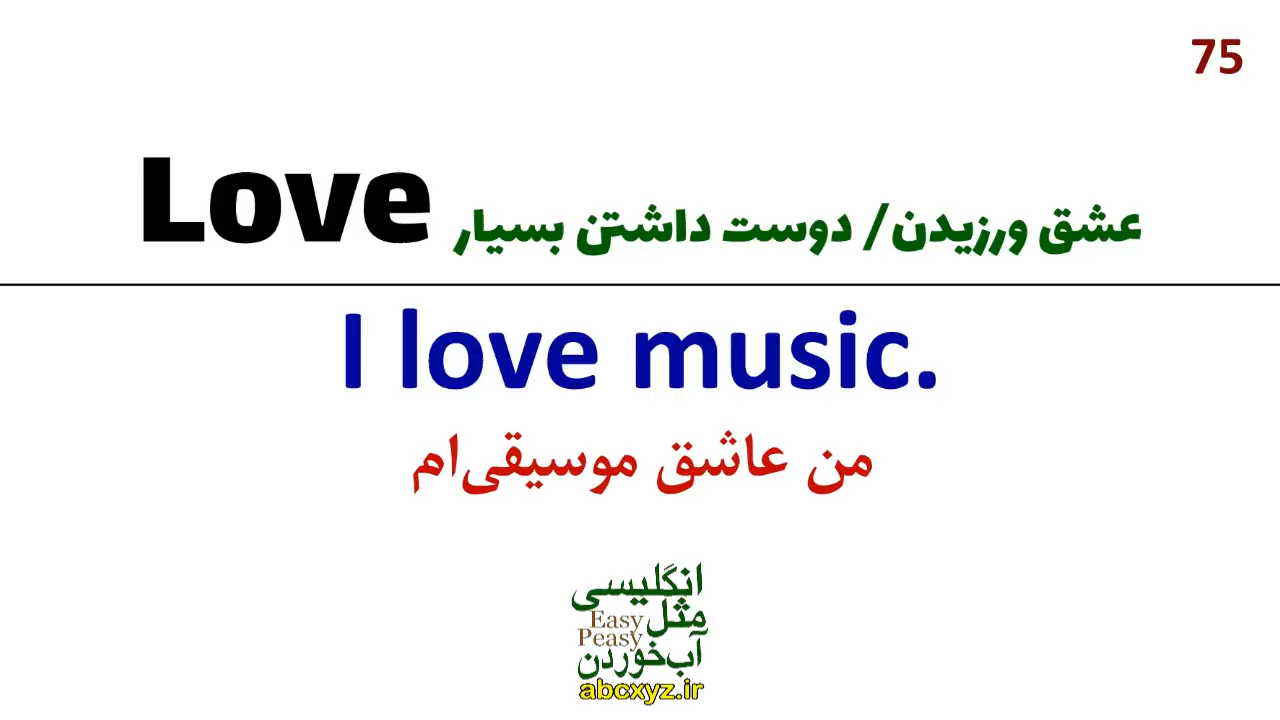 75
Love عشق ورزیدن/ دوست داشتن بسیار
I love music.
من عاشق موسیقی‌ام
انگلیسی
مثل
Easy
Peasy
آب‌خوردن
abcxyz.ir